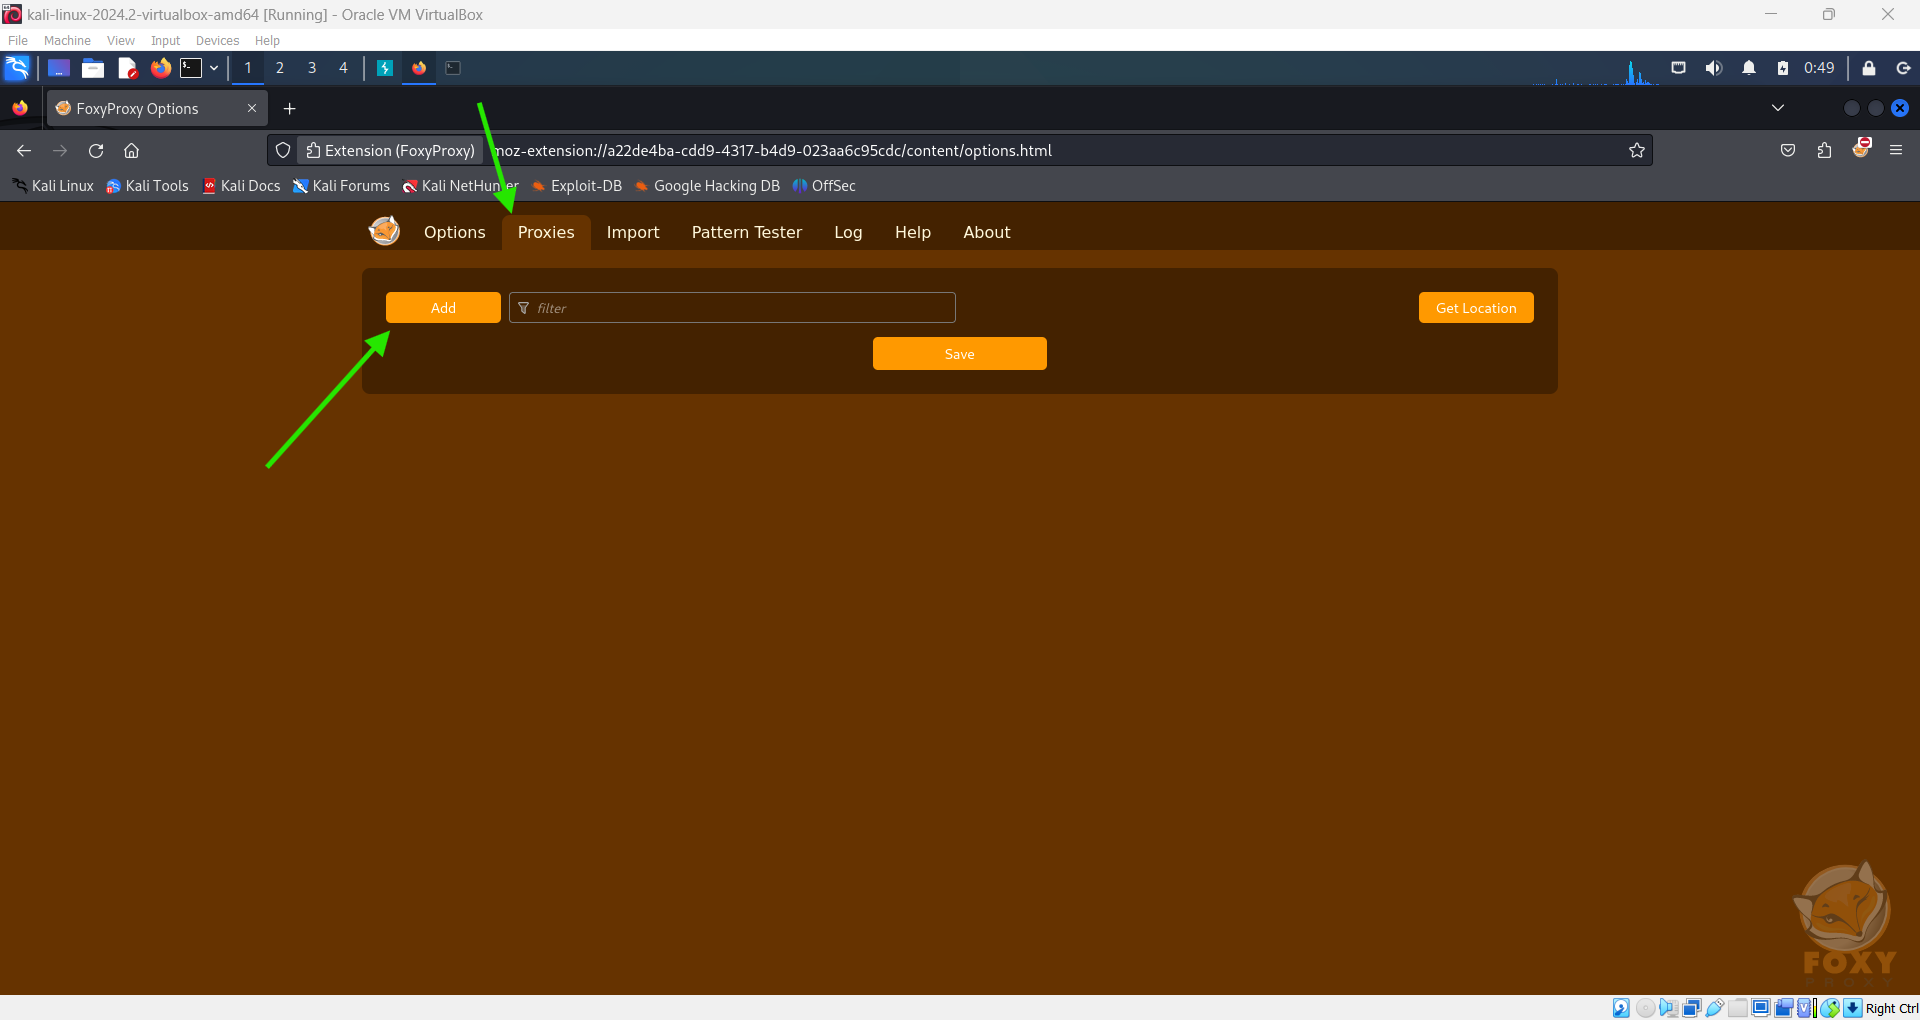 kali-linux-2024.2-virtualbox-amd64 [Running] - Oracle VM VirtualBox
File Machine View Input Devices Help
1 2 3 4 0:49
FoxyProxy Options
Extension (FoxyProxy) moz-extension://a22de4ba-cdd9-4317-b4d9-023aa6c95cdc/content/options.html
Kali Linux Kali Tools Kali Docs Kali Forums Kali NetHunter Exploit-DB Google Hacking DB OffSec
Options Proxies Import Pattern Tester Log Help About
Add filter Get Location
Save
FOXY
PROXY
Right Ctrl